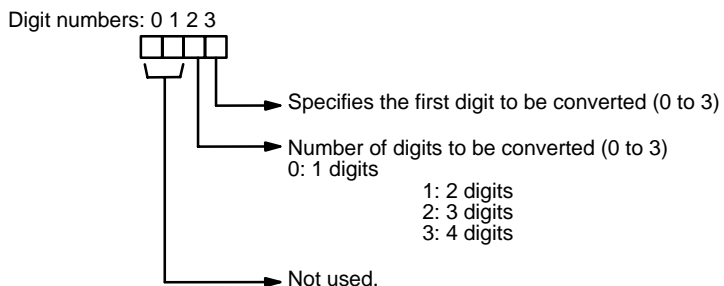 Digit numbers: 0 1 2 3
Specifies the first digit to be converted (0 to 3)
Number of digits to be converted (0 to 3)
0: 1 digits
1: 2 digits
2: 3 digits
3: 4 digits
Not used.